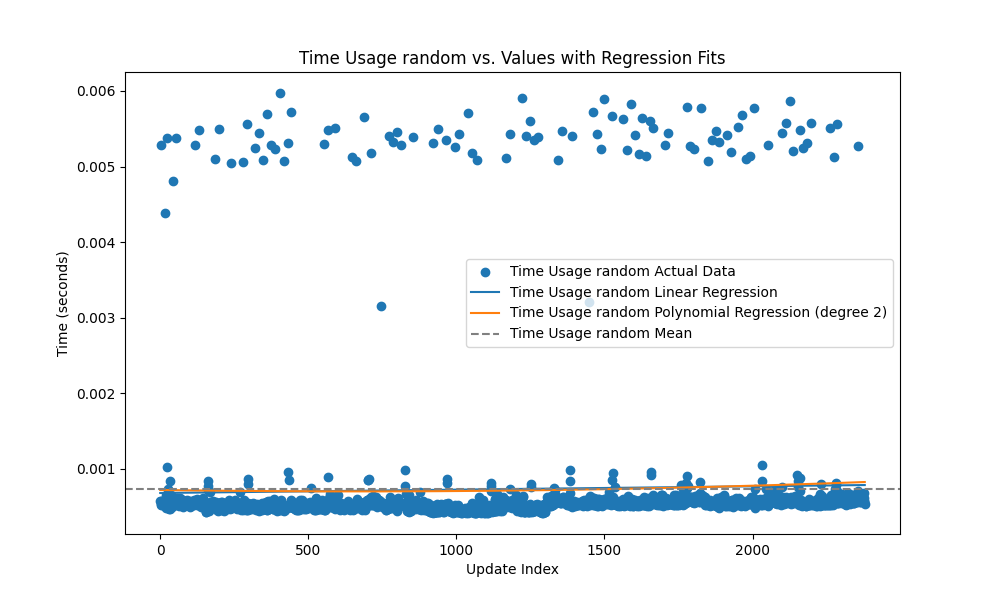 Time Usage random vs. Values with Regression Fits
0.006
0.005
0.004
0.003
0.002
0.001
Time (seconds)
Time Usage random Actual Data
Time Usage random Linear Regression
Time Usage random Polynomial Regression (degree 2)
Time Usage random Mean
0
500
1000
1500
2000
Update Index